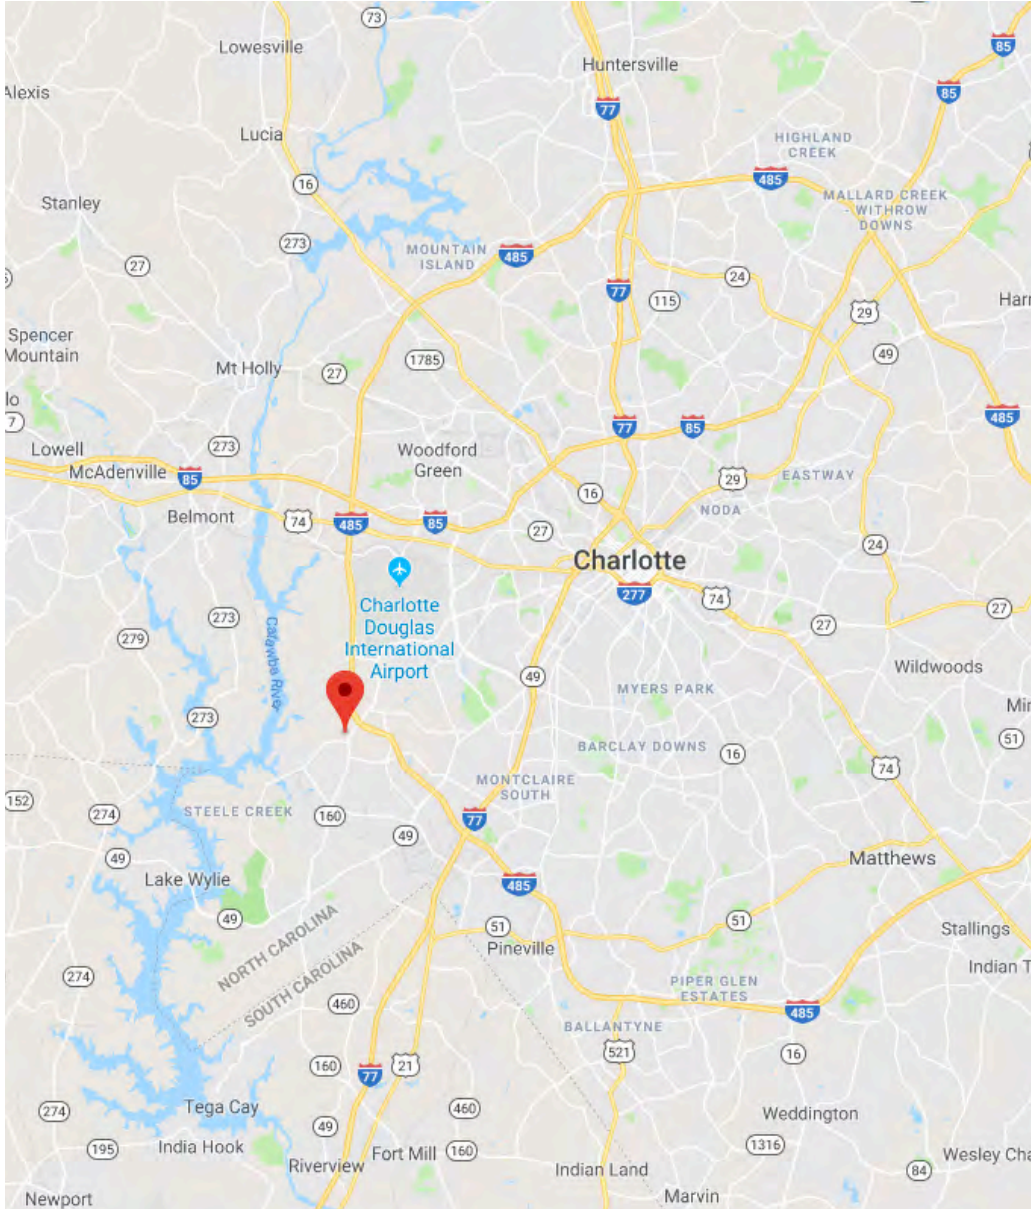 73
Lowesville
85
Huntersville
Alexis
85
77
Lucia
HIGHLAND
CREEK
485
16
MALLARD CREEK
- WITHROW
DOWNS
Stanley
273
MOUNTAIN
ISLAND
485
27
24
77
115
29
Spencer
Mountain
1785
49
Mt Holly
27
485
7
77
85
273
Lowell
Woodford
Green
McAdenville
85
EASTWAY
29
16
NODA
Belmont
74
485
85
27
24
Charlotte
277
74
Charlotte
Douglas
International
Airport
273
27
27
279
Catawba River
Wildwoods
49
MYERS PARK
273
51
BARCLAY DOWNS
16
74
MONTCLAIRE
SOUTH
152
STEELE CREEK
274
160
77
49
49
Matthews
Lake Wylie
485
49
51
51
Stallings
Pineville
NORTH CAROLINA
SOUTH CAROLINA
274
PIPER GLEN
ESTATES
460
485
BALLANTYNE
521
16
160
77
21
Tega Cay
274
460
Weddington
49
195
India Hook
1316
Fort Mill
160
Riverview
Indian Land
84
Newport
Marvin